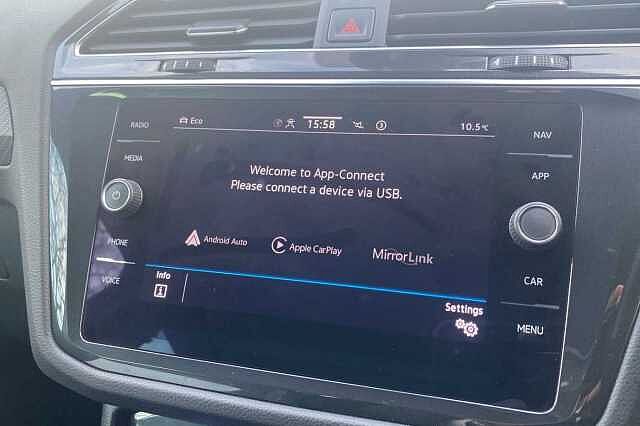 RADIO
MEDIA
PHONE
VOICE
Eco
15:58
3
10.5°C
Welcome to App-Connect
Please connect a device via USB.
Android Auto
Apple CarPlay
MirrorLink
Info
i
Settings
NAV
APP
CAR
MENU